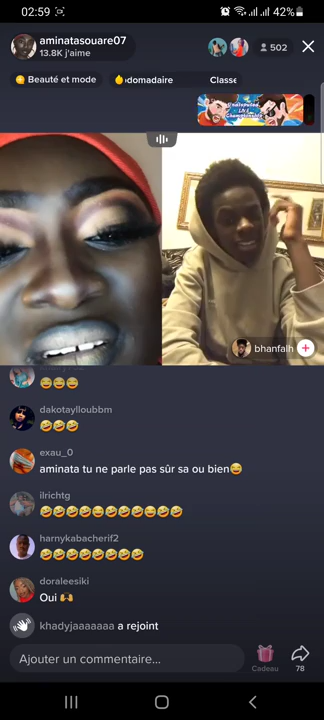 02:59
42%
aminatasouare07
13.8K j'aime
502
Beauté et mode
domadaire
Classe
bhanfalh
😂😂😂
dakotaylloubbm
🤣🤣🤣
exau_0
aminata tu ne parle pas sûr sa ou bien😂
ilrichtg
🤣🤣🤣🤣😂🤣🤣🤣😂🤣🤣
harnykabacherif2
🤣🤣🤣🤣🤣🤣🤣🤣
doraleesiki
Oui 🙌
khadyjaaaaaaa a rejoint
Ajouter un commentaire...
Cadeau
78